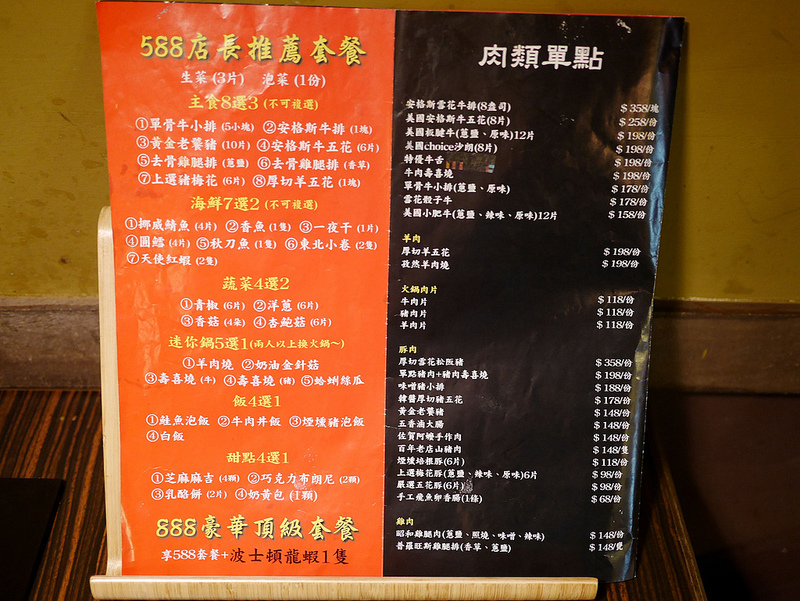 588店長推薦套餐
生菜(3片) 泡菜(1份)
主食8選3(不可複選)
①單骨牛小排(5小塊) ②安格斯牛排(1塊)
③黃金老饕豬(10片) ④安格斯牛五花(6片)
⑤去骨雞腿排(蔥鹽) ⑥去骨雞腿排(香草)
⑦上選豬梅花(6片) ⑧厚切羊五花(1塊)
海鮮7選2(不可複選)
①挪威鯖魚(4片) ②香魚(1隻) ③一夜干(1片)
④圓鱈(4片) ⑤秋刀魚(1隻) ⑥東北小卷(2隻)
⑦天使紅蝦(2隻)
蔬菜4選2
①青椒(6片) ②洋蔥(6片)
③香菇(4朵) ④杏鮑菇(6片)
迷你鍋5選1(兩人以上換火鍋～)
①羊肉燒 ②奶油金針菇
③壽喜燒(牛) ④壽喜燒(豬) ⑤蛤蜊絲瓜
飯4選1
①鮭魚泡飯 ②牛肉丼飯 ③煙燻豬泡飯
④白飯
甜點4選1
①芝麻麻吉(4顆) ②巧克力布朗尼(2顆)
③乳酪餅(2片) ④奶黃包(1顆)
888豪華頂級套餐
享588套餐+波士頓龍蝦1隻
肉類單點
安格斯雪花牛排(8盎司) $358/塊
美國安格斯牛五花(8片) $258/份
美國板腱牛(蔥鹽、原味)12片 $198/份
美國choice沙朗(8片) $198/份
特優牛舌 $198/份
牛肉壽喜燒 $198/份
單骨牛小排(蔥鹽、原味) $178/份
雪花骰子牛 $178/份
美國小肥牛(蔥鹽、辣味、原味)12片 $158/份
羊肉
厚切羊五花 $198/份
孜然羊肉燒 $198/份
火鍋肉片
牛肉片 $118/份
豬肉片 $118/份
羊肉片 $118/份
豚肉
厚切雪花松阪豬 $358/份
單點豬肉+豬肉壽喜燒 $198/份
味噌豬小排 $188/份
韓醬厚切豬五花 $178/份
黃金老饕豬 $148/份
五香滷大腸 $148/份
佐賀阿嬤手作肉 $148/份
百年老店山豬肉 $148/隻
煙燻培根豚(6片) $118/份
上選梅花豚(蔥鹽、辣味、原味)6片 $98/份
嚴選五花豚(6片) $98/份
手工飛魚卵香腸(1條) $68/份
雞肉
昭和雞腿肉(蔥鹽、照燒、味噌、辣味) $148/份
普羅旺斯雞腿排(香草、蔥鹽) $148/隻